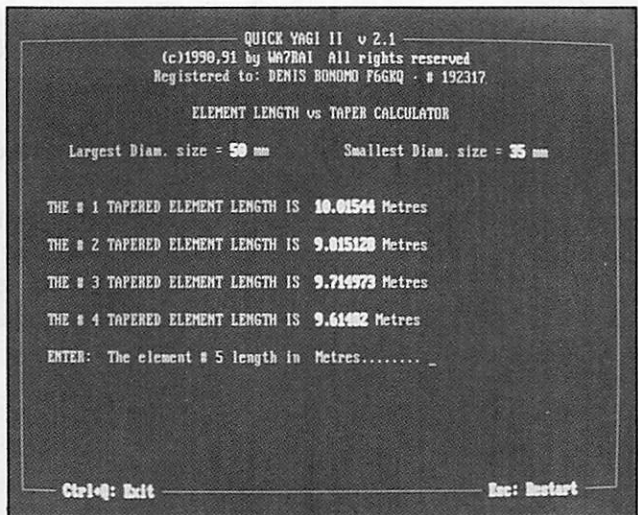 QUICK YAGI II v 2.1
(c)1990,91 by WA7RAI All rights reserved
Registered to: DENIS BONOMO F6GKQ - # 192317
ELEMENT LENGTH vs TAPER CALCULATOR
Largest Diam. size = 50 mm Smallest Diam. size = 35 mm
THE # 1 TAPERED ELEMENT LENGTH IS 10.01544 Metres
THE # 2 TAPERED ELEMENT LENGTH IS 9.815128 Metres
THE # 3 TAPERED ELEMENT LENGTH IS 9.714973 Metres
THE # 4 TAPERED ELEMENT LENGTH IS 9.61482 Metres
ENTER: The element # 5 length in Metres........ _
Ctrl+Q: Exit Esc: Restart